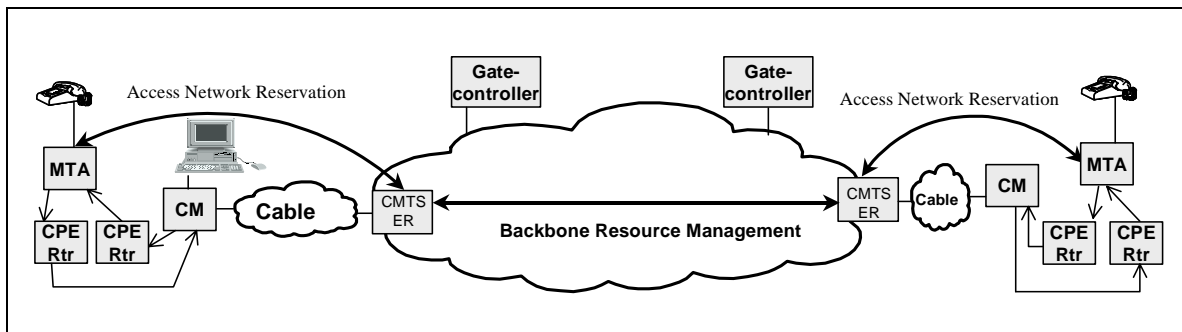 Gate-
controller
Gate-
controller
Access Network Reservation
Access Network Reservation
MTA
MTA
CM
Cable
CMTS
ER
CMTS
ER
Cable
CM
CPE
Rtr
CPE
Rtr
Backbone Resource Management
CPE
Rtr
CPE
Rtr